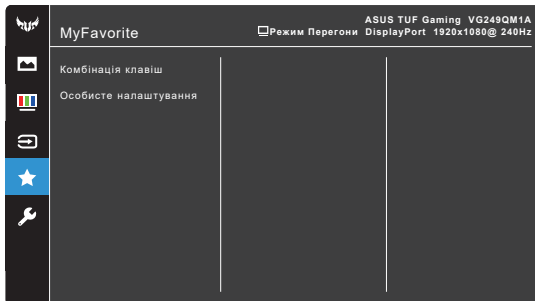 ASUS TUF Gaming VG249QM1A
MyFavorite
Режим Перегони DisplayPort 1920x1080@ 240Hz
Комбінація клавіш
Особисте налаштування